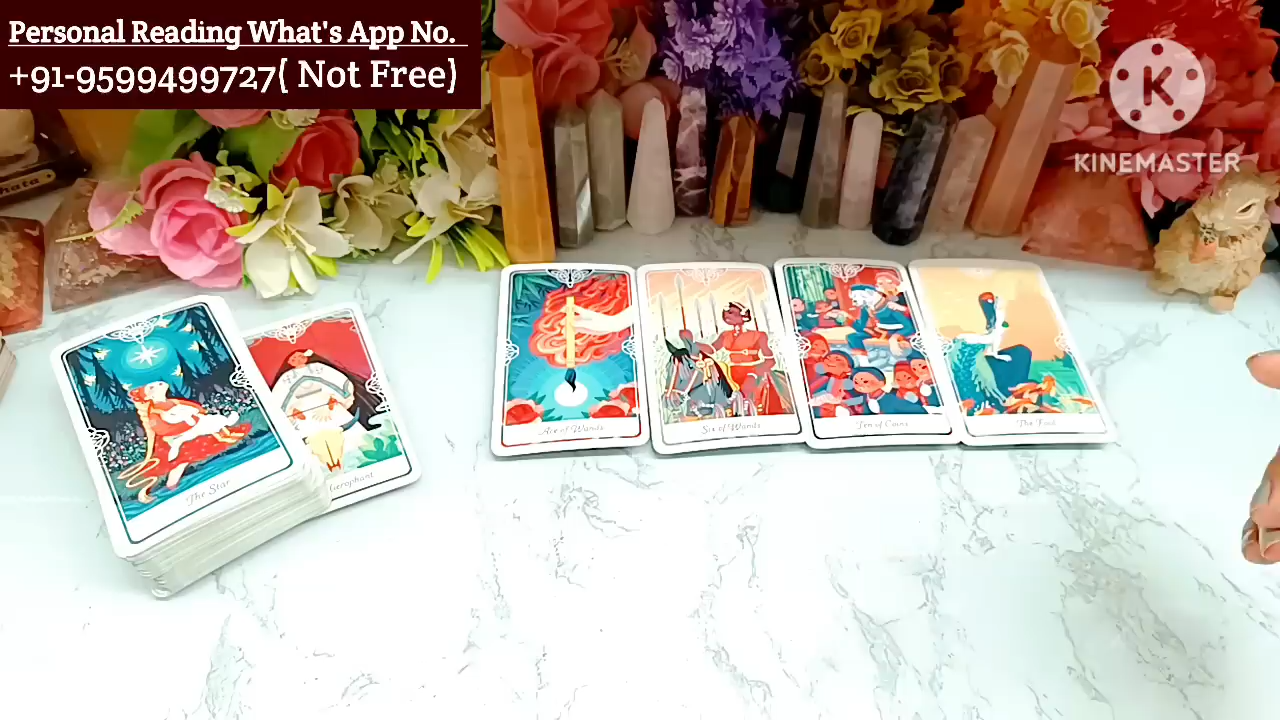 Personal Reading What's App No.
+91-9599499727( Not Free)
KINEMASTER
Ace of Wands
Six of Wands
Ten of Coins
The Fool
The Star
ierophant